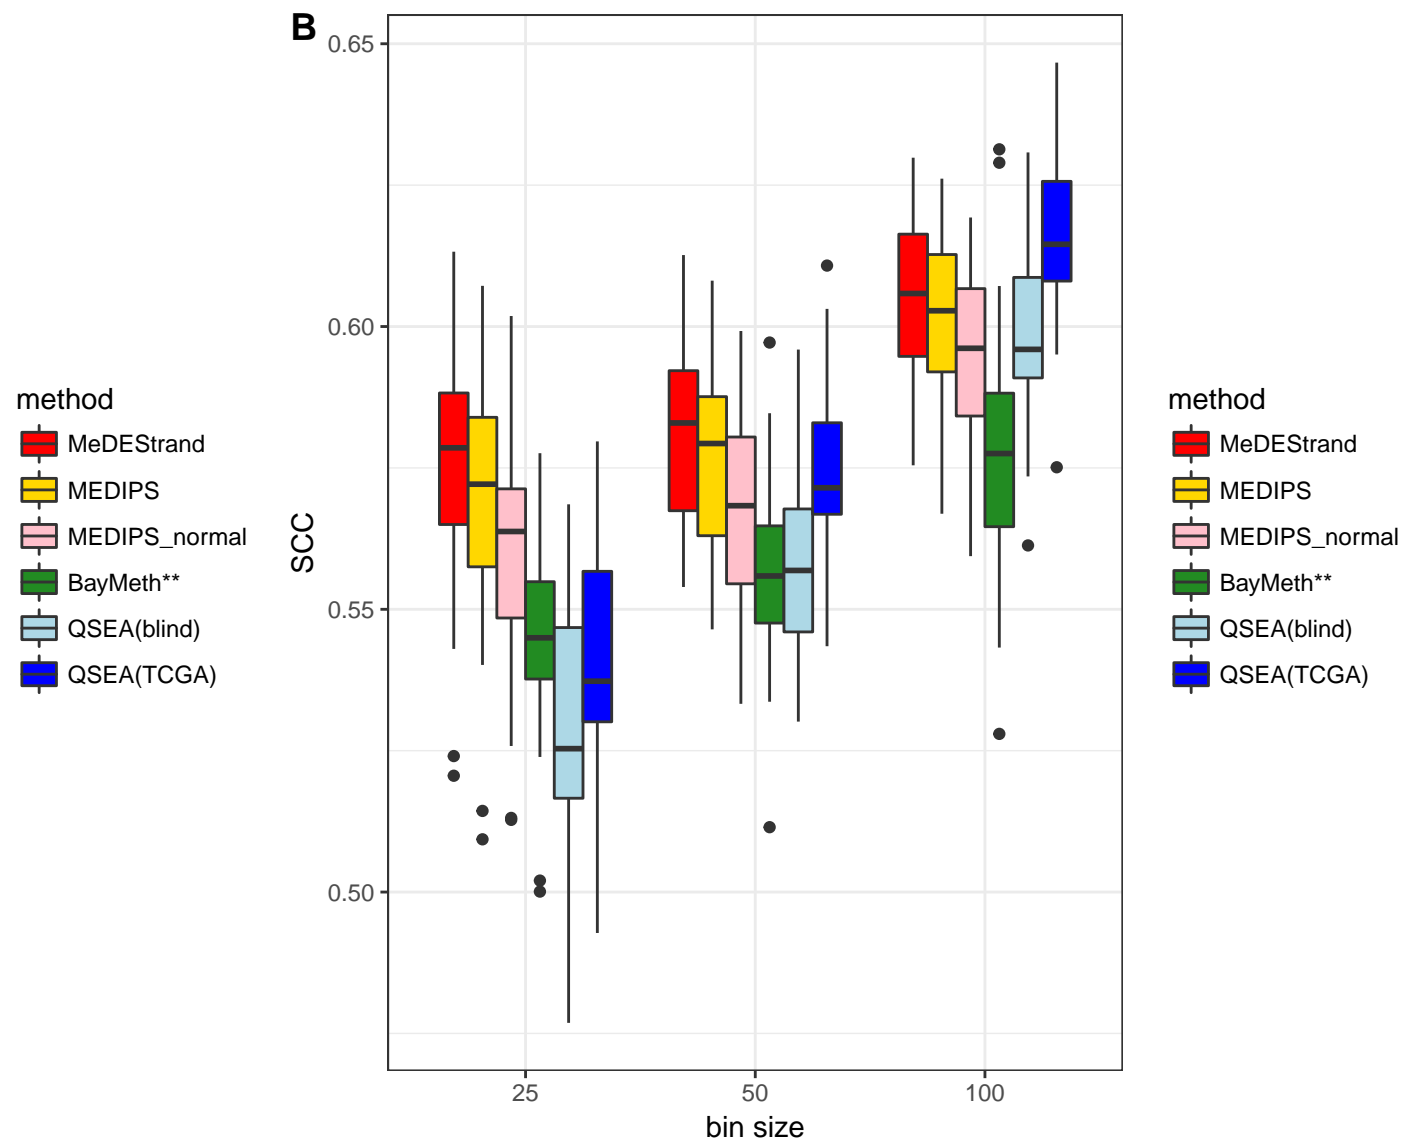 B
method
MeDEStrand
MEDIPS
MEDIPS_normal
BayMeth**
QSEA(blind)
QSEA(TCGA)
SCC
0.65
0.60
0.55
0.50
25
50
100
bin size
method
MeDEStrand
MEDIPS
MEDIPS_normal
BayMeth**
QSEA(blind)
QSEA(TCGA)